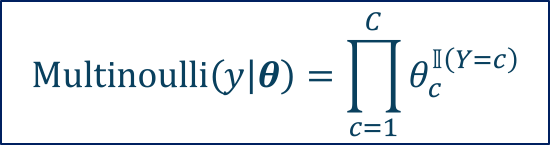 Multinoulli(y|θ) = ∏_{c=1}^{C} θ_c^{𝕀(Y=c)}